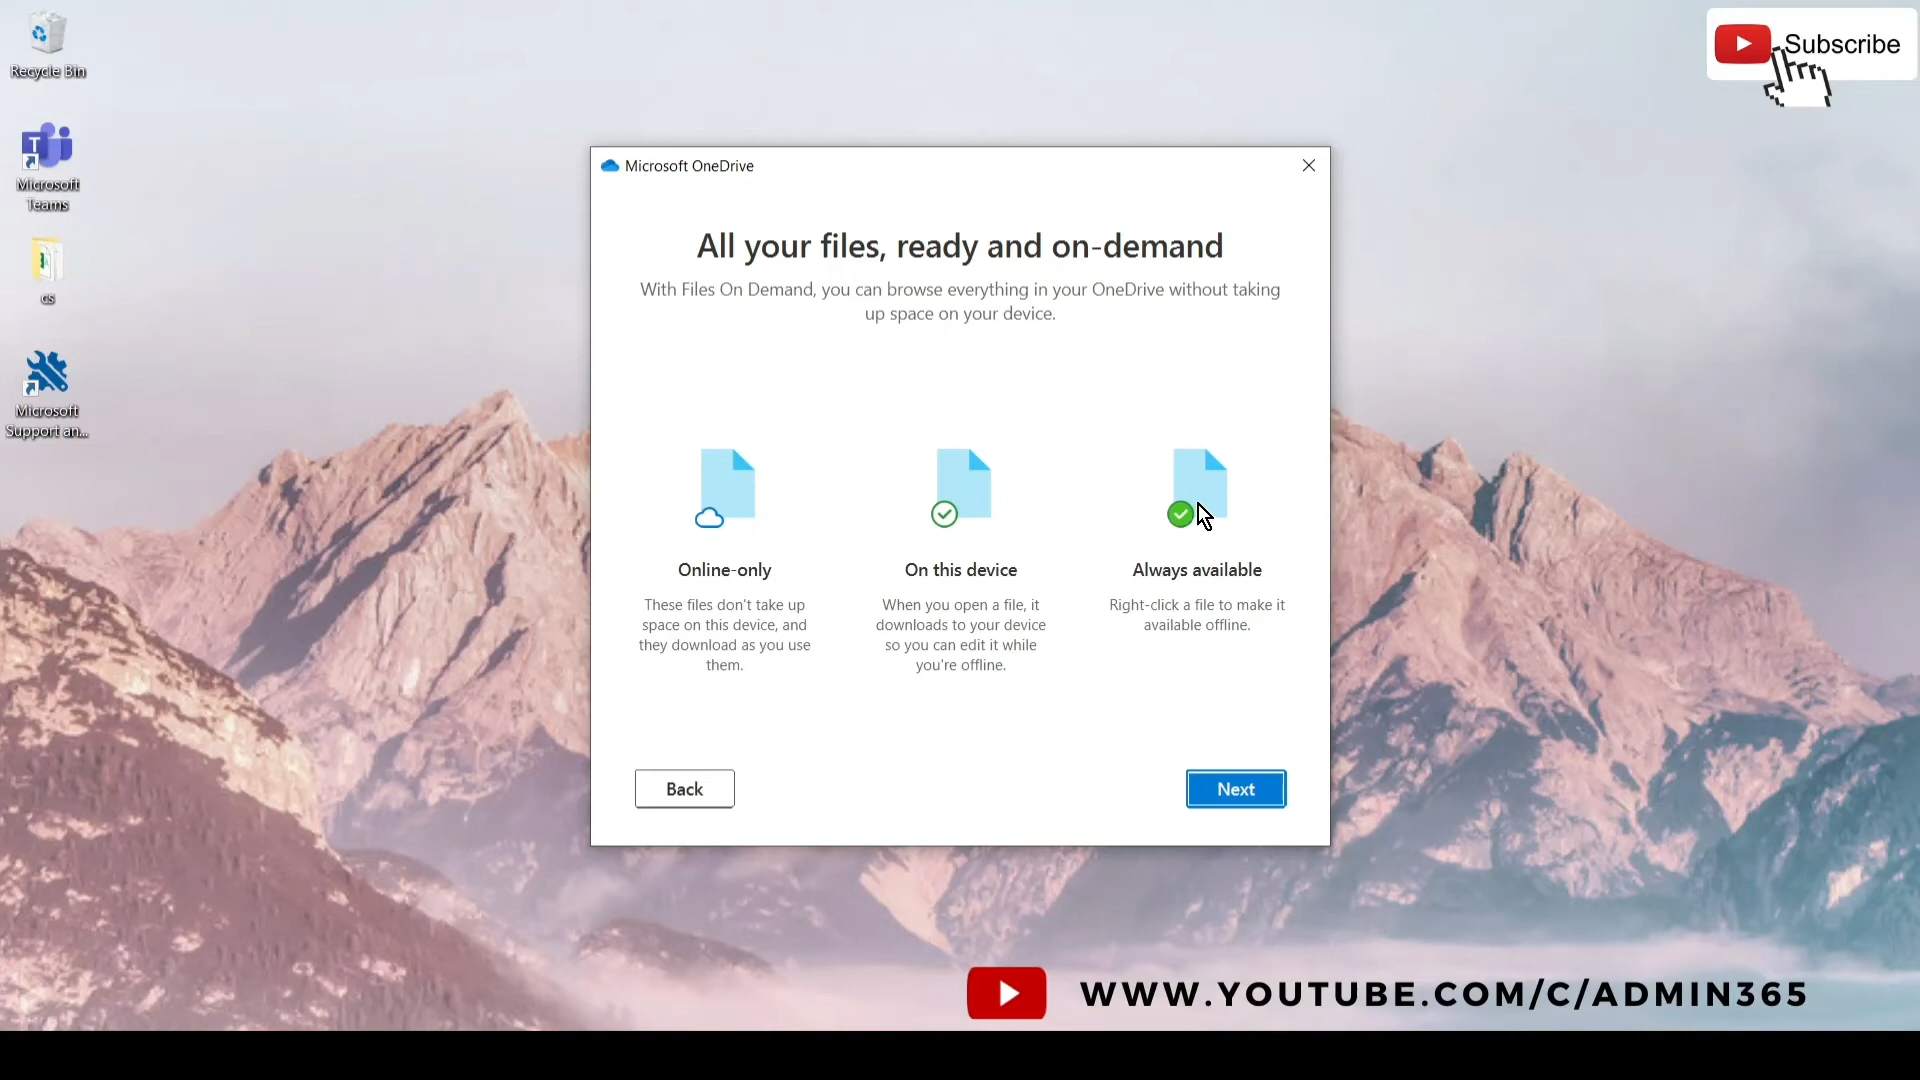 Recycle Bin
Subscribe
T
Microsoft
Teams
cs
Microsoft
Support an...
Microsoft OneDrive
All your files, ready and on-demand
With Files On Demand, you can browse everything in your OneDrive without taking
up space on your device.
Online-only
These files don't take up
space on this device, and
they download as you use
them.
On this device
When you open a file, it
downloads to your device
so you can edit it while
you're offline.
Always available
Right-click a file to make it
available offline.
Back
Next
WWW.YOUTUBE.COM/C/ADMIN365